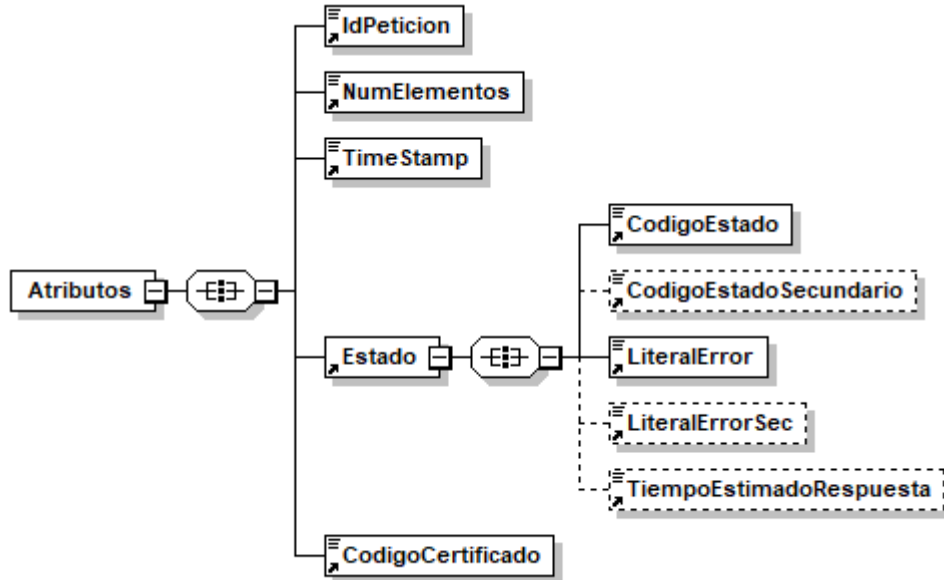 IdPeticion
NumElementos
TimeStamp
CodigoEstado
CodigoEstadoSecundario
Atributos
Estado
LiteralError
LiteralErrorSec
TiempoEstimadoRespuesta
CodigoCertificado